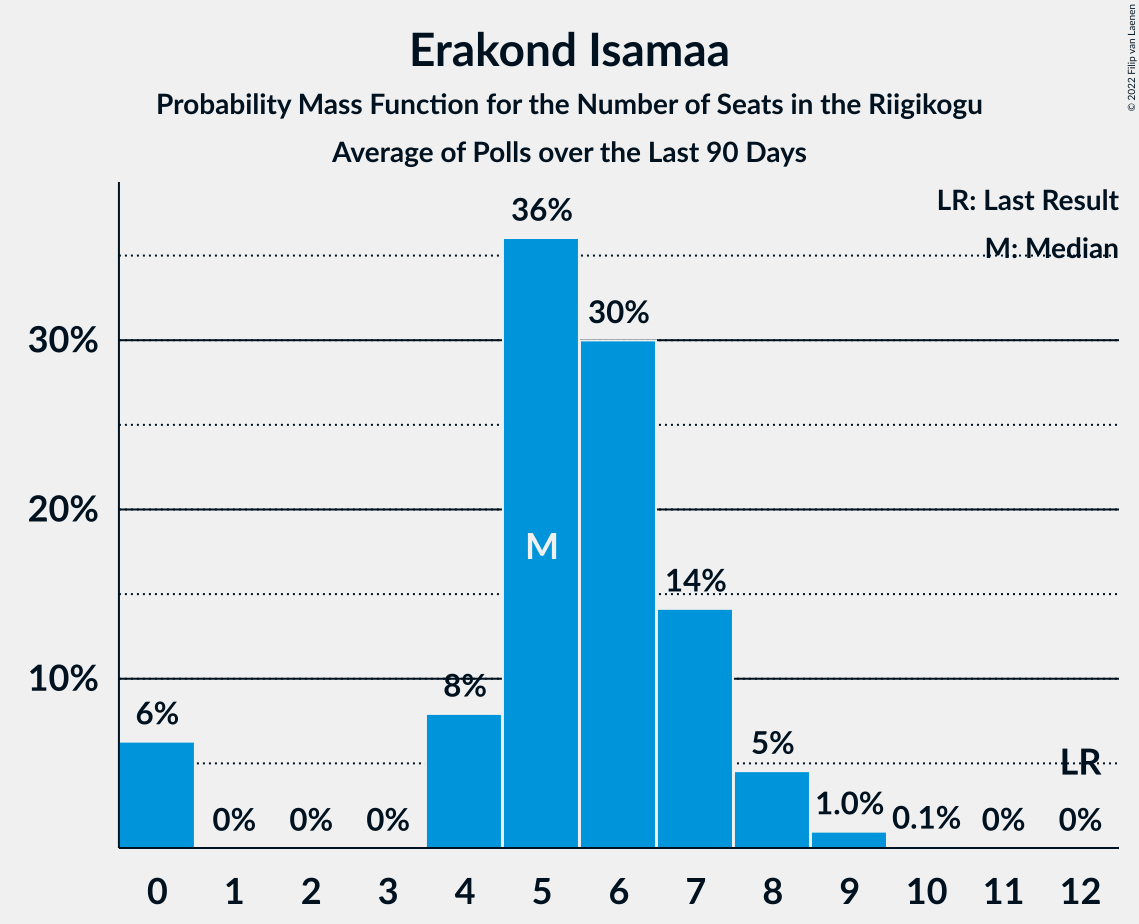 Erakond Isamaa
Probability Mass Function for the Number of Seats in the Riigikogu
Average of Polls over the Last 90 Days
© 2022 Filip van Laenen
LR: Last Result
M: Median
30%
20%
10%
6%
0%
0%
0%
8%
36%
M
30%
14%
5%
1.0%
0.1%
0%
LR
0%
0 1 2 3 4 5 6 7 8 9 10 11 12